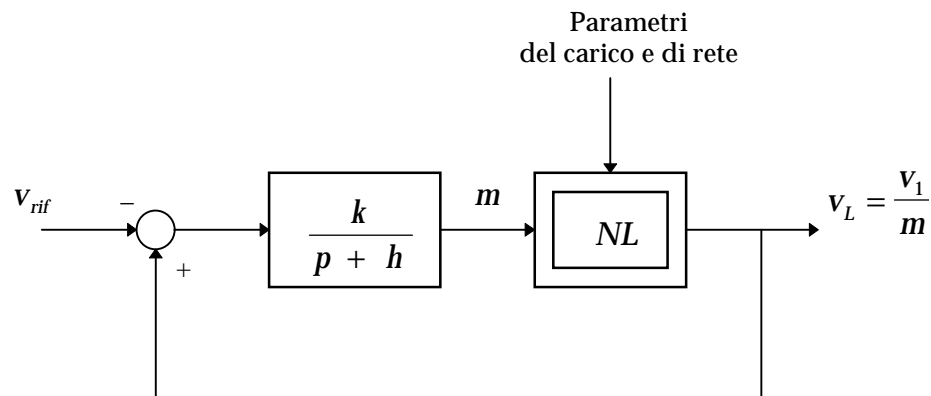 Parametri
del carico e di rete
v_rif
−
+
k
p + h
m
NL
v_L = v_1
m